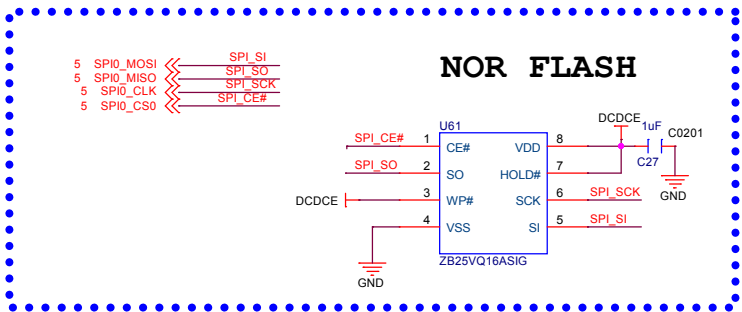 NOR FLASH
5 SPI0_MOSI SPI_SI
5 SPI0_MISO SPI_SO
5 SPI0_CLK SPI_SCK
5 SPI0_CS0 SPI_CE#
U61
DCDCE 1uF C0201
SPI_CE# 1 CE# VDD 8
C27
SPI_SO 2 SO HOLD# 7
GND
DCDCE 3 WP# SCK 6 SPI_SCK
4 VSS SI 5 SPI_SI
ZB25VQ16ASIG
GND